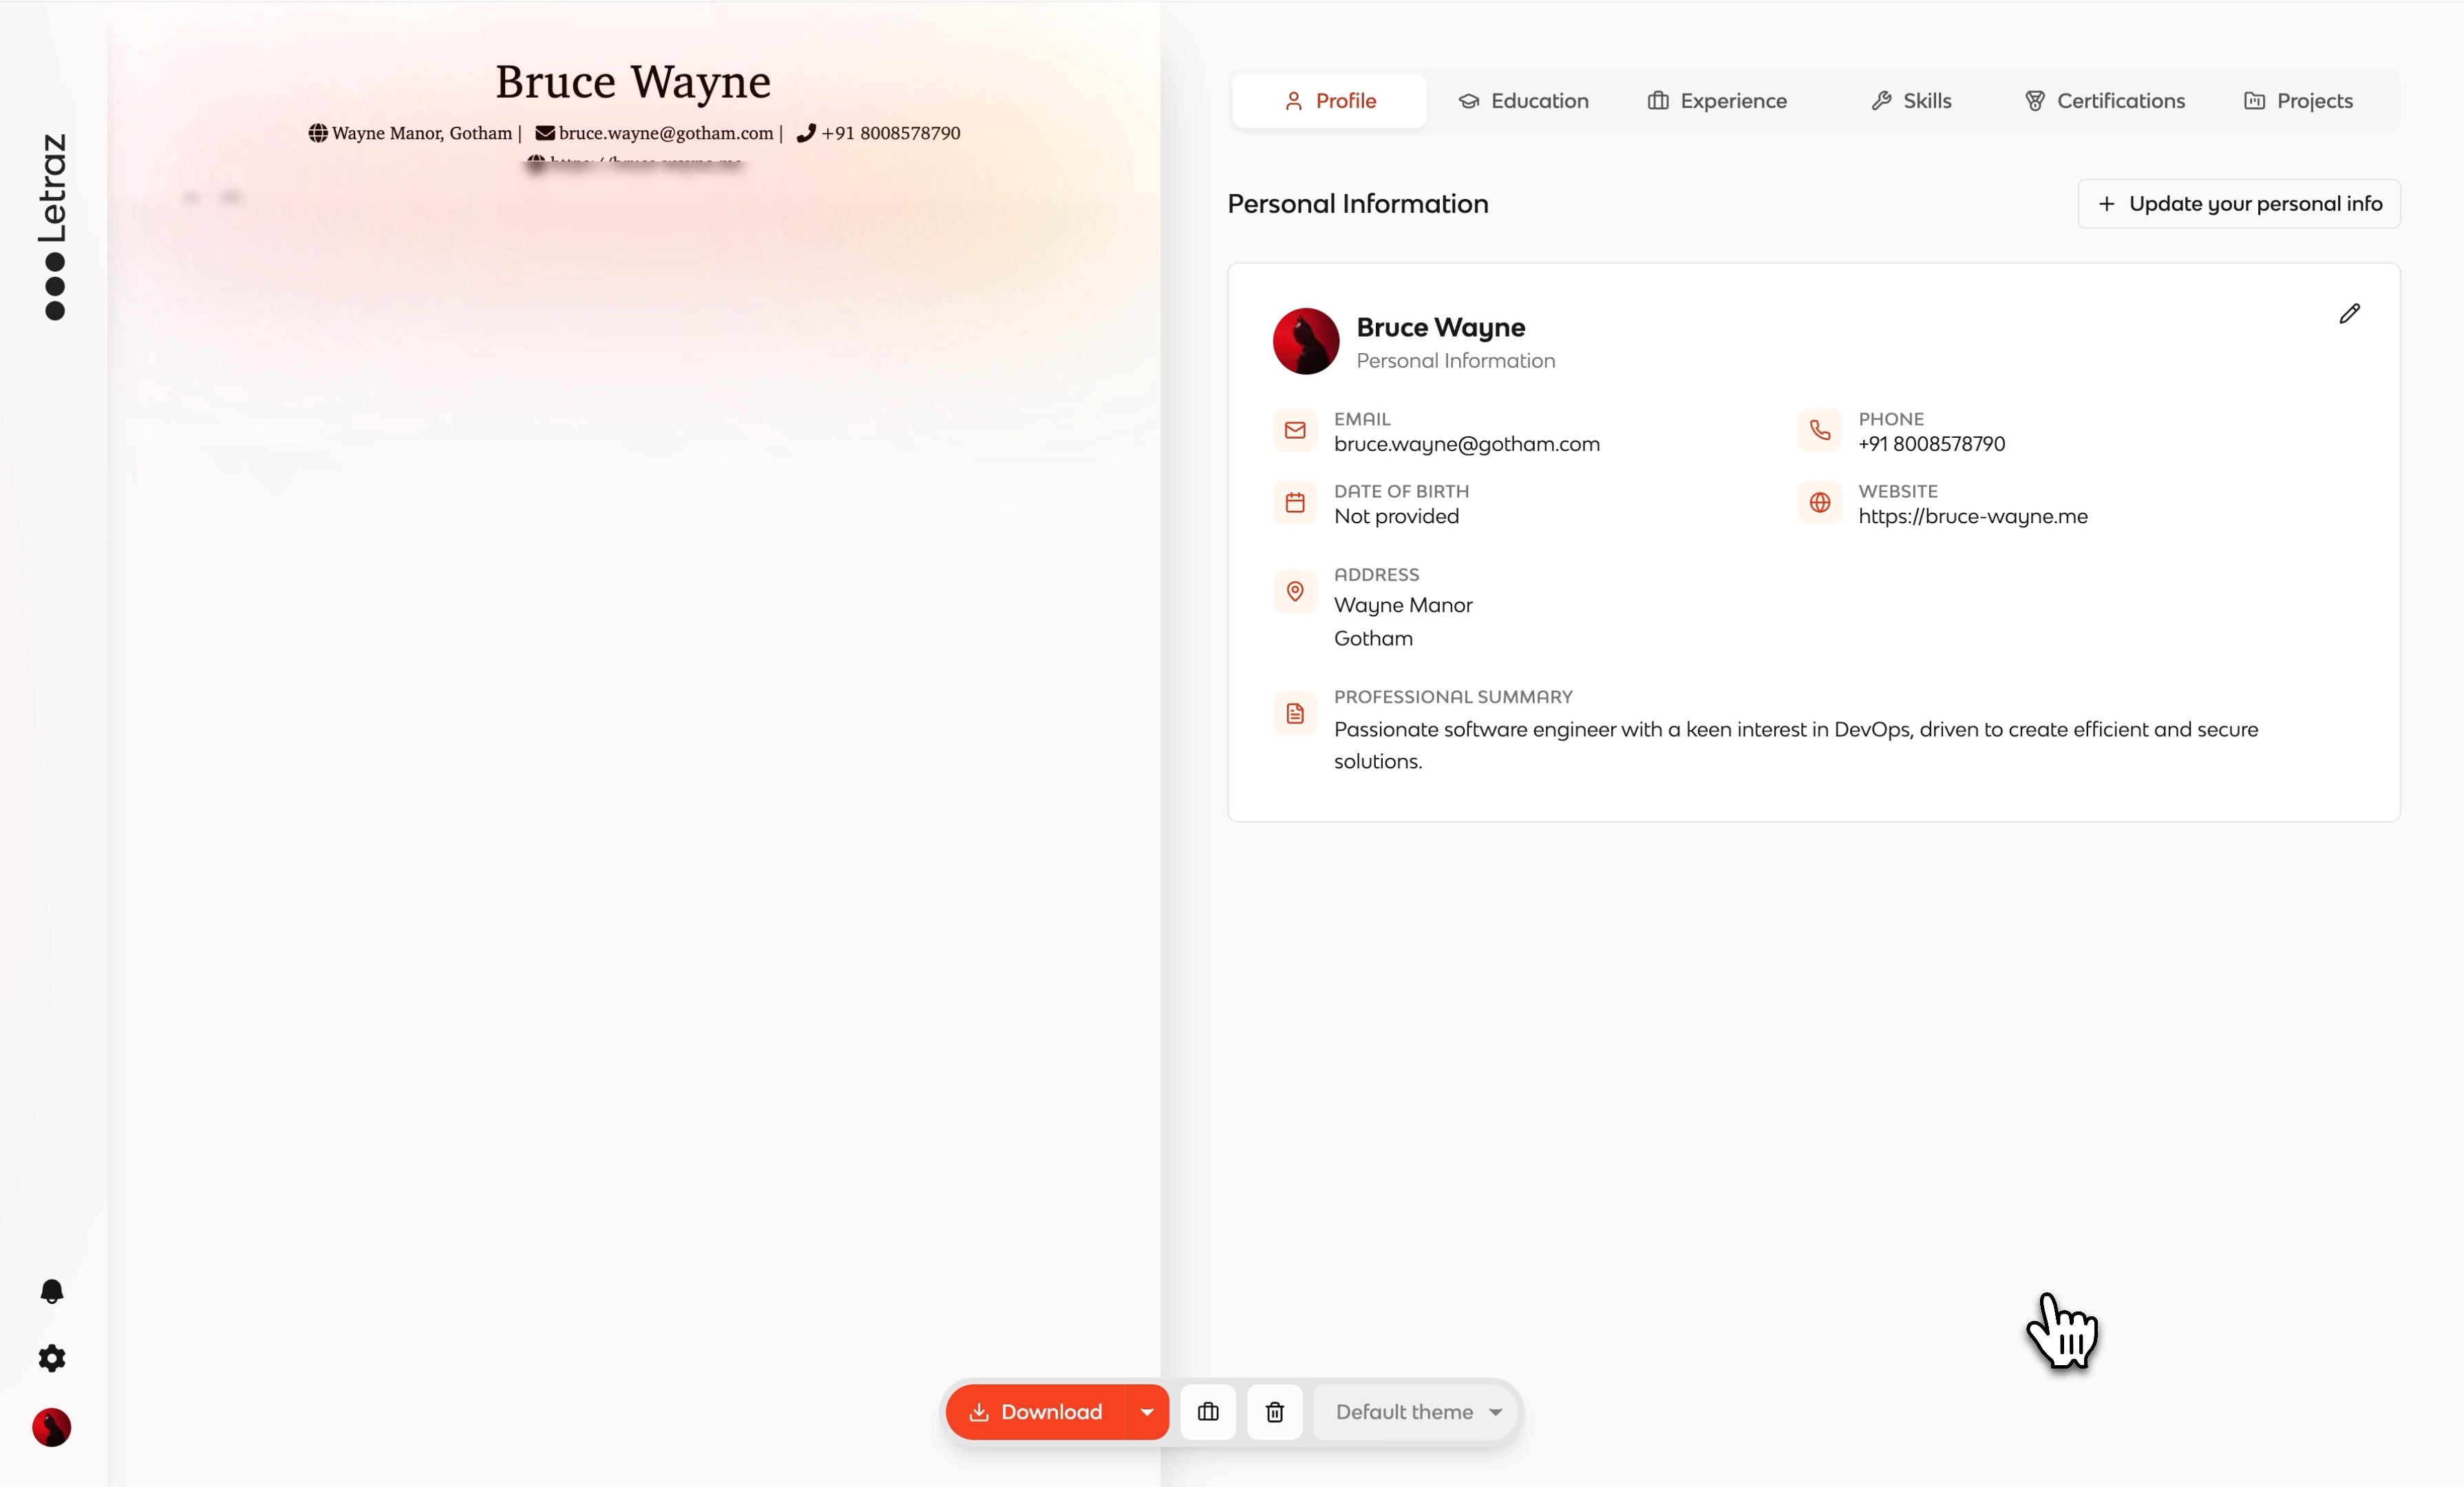 Letraz
Bruce Wayne
Wayne Manor, Gotham | bruce.wayne@gotham.com | +91 8008578790
Profile
Education
Experience
Skills
Certifications
Projects
Personal Information
+ Update your personal info
Bruce Wayne
Personal Information
EMAIL
bruce.wayne@gotham.com
PHONE
+91 8008578790
DATE OF BIRTH
Not provided
WEBSITE
https://bruce-wayne.me
ADDRESS
Wayne Manor
Gotham
PROFESSIONAL SUMMARY
Passionate software engineer with a keen interest in DevOps, driven to create efficient and secure
solutions.
Download
Default theme